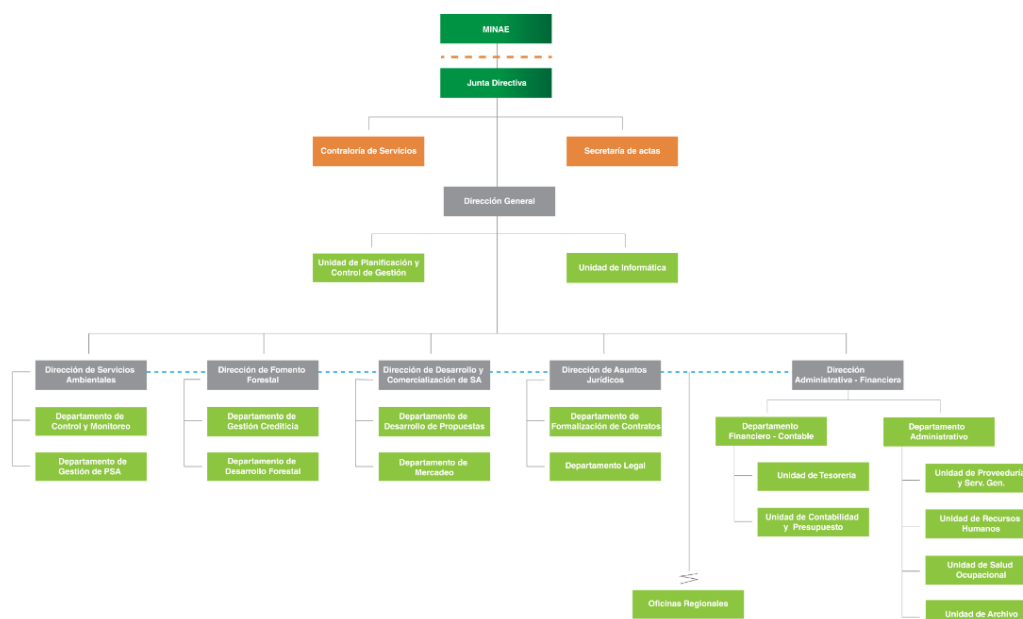 MINAE
Junta Directiva
Contraloría de Servicios
Secretaría de actas
Dirección General
Unidad de Planificación y
Control de Gestión
Unidad de Informática
Dirección de Servicios
Ambientales
Dirección de Fomento
Forestal
Dirección de Desarrollo y
Comercialización de SA
Dirección de Asuntos
Jurídicos
Dirección
Administrativa - Financiera
Departamento de
Control y Monitoreo
Departamento de
Gestión Crediticia
Departamento de
Desarrollo de Propuestas
Departamento de
Formalización de Contratos
Departamento
Financiero - Contable
Departamento
Administrativo
Departamento de
Gestión de PSA
Departamento de
Desarrollo Forestal
Departamento de
Mercadeo
Departamento Legal
Unidad de Tesorería
Unidad de Proveeduría
y Serv. Gen.
Unidad de Contabilidad
y Presupuesto
Unidad de Recursos
Humanos
Unidad de Salud
Ocupacional
Oficinas Regionales
Unidad de Archivo